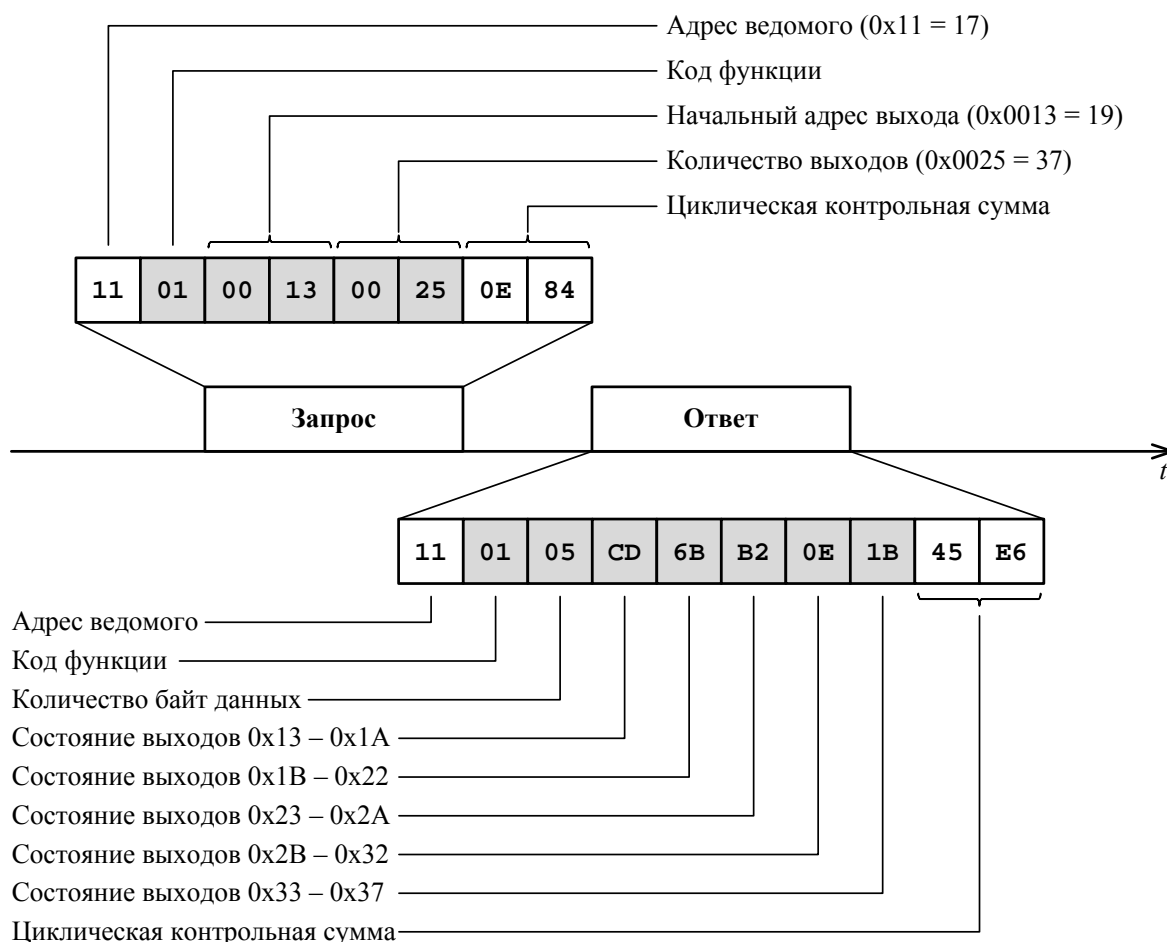 Адрес ведомого (0x11 = 17)
Код функции
Начальный адрес выхода (0x0013 = 19)
Количество выходов (0x0025 = 37)
Циклическая контрольная сумма
11 01 00 13 00 25 0E 84
Запрос Ответ
t
11 01 05 CD 6B B2 0E 1B 45 E6
Адрес ведомого
Код функции
Количество байт данных
Состояние выходов 0x13 – 0x1A
Состояние выходов 0x1B – 0x22
Состояние выходов 0x23 – 0x2A
Состояние выходов 0x2B – 0x32
Состояние выходов 0x33 – 0x37
Циклическая контрольная сумма